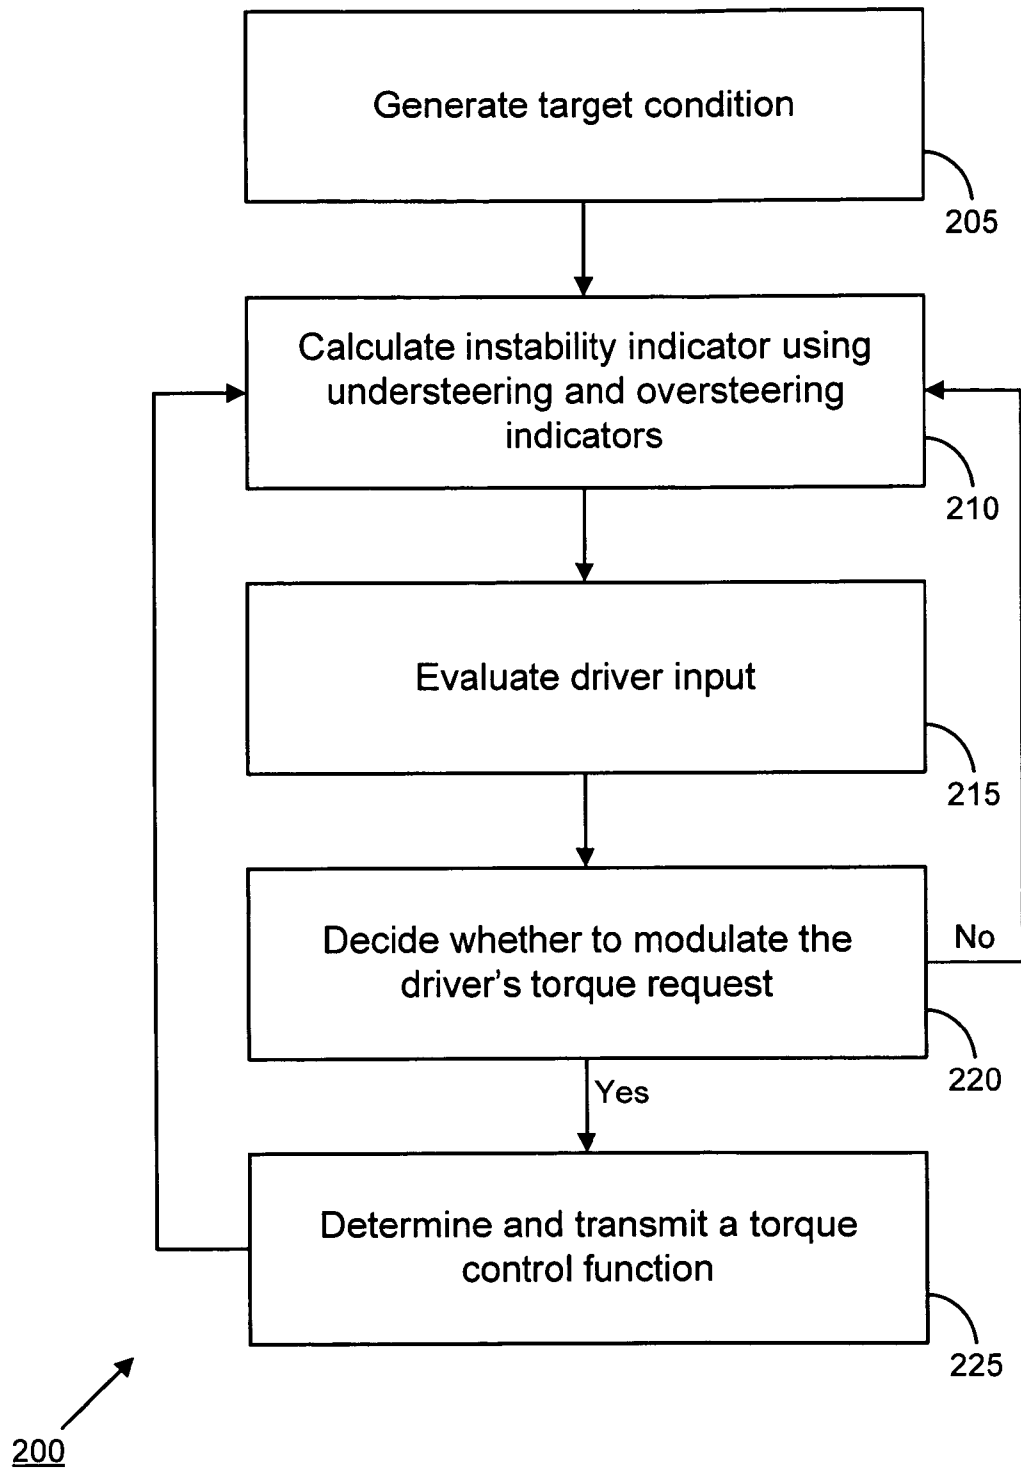 Generate target condition
205
Calculate instability indicator using
understeering and oversteering
indicators
210
Evaluate driver input
215
Decide whether to modulate the
driver's torque request
No
220
Yes
Determine and transmit a torque
control function
225
200